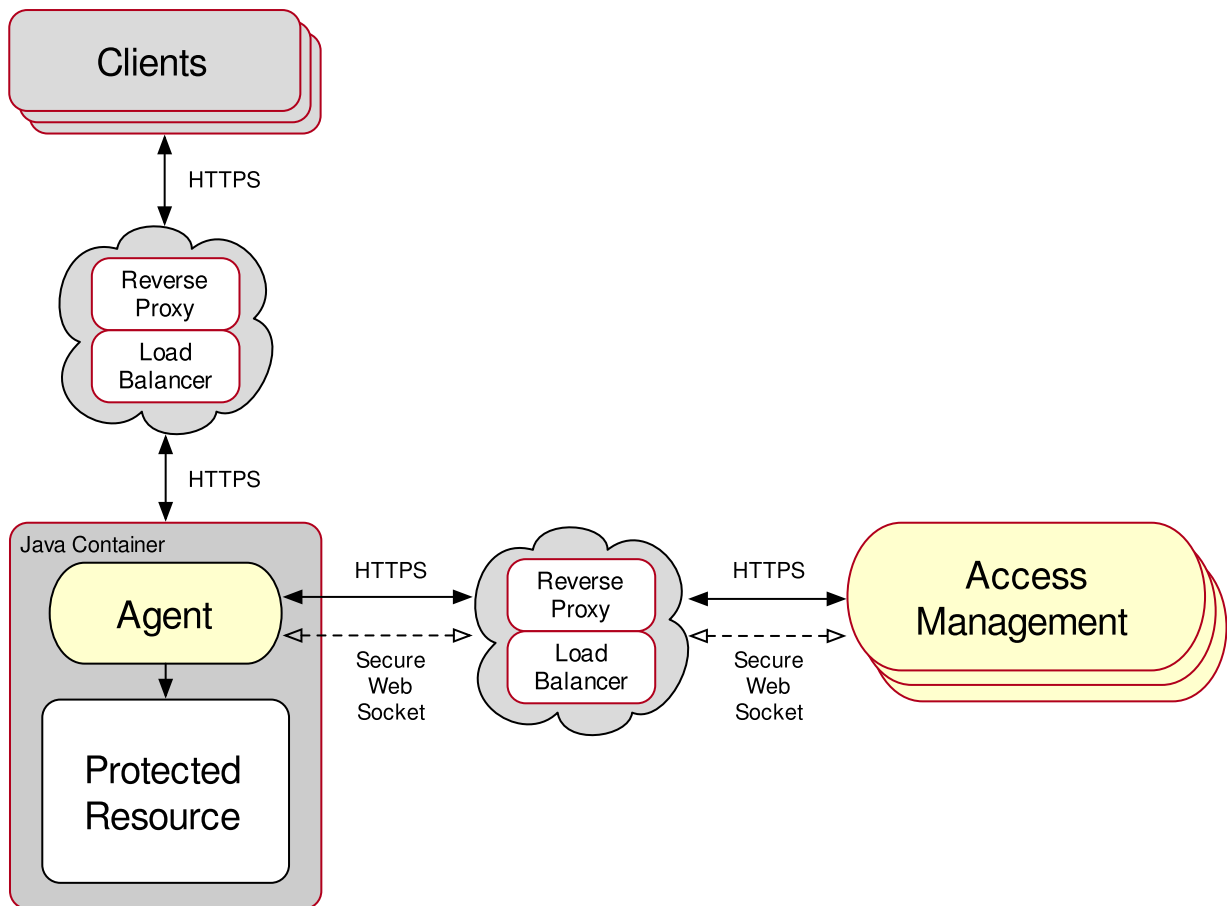 Clients
HTTPS
Reverse
Proxy
Load
Balancer
HTTPS
Java Container
Agent
HTTPS
Secure
Web
Socket
Reverse
Proxy
Load
Balancer
HTTPS
Secure
Web
Socket
Access
Management
Protected
Resource